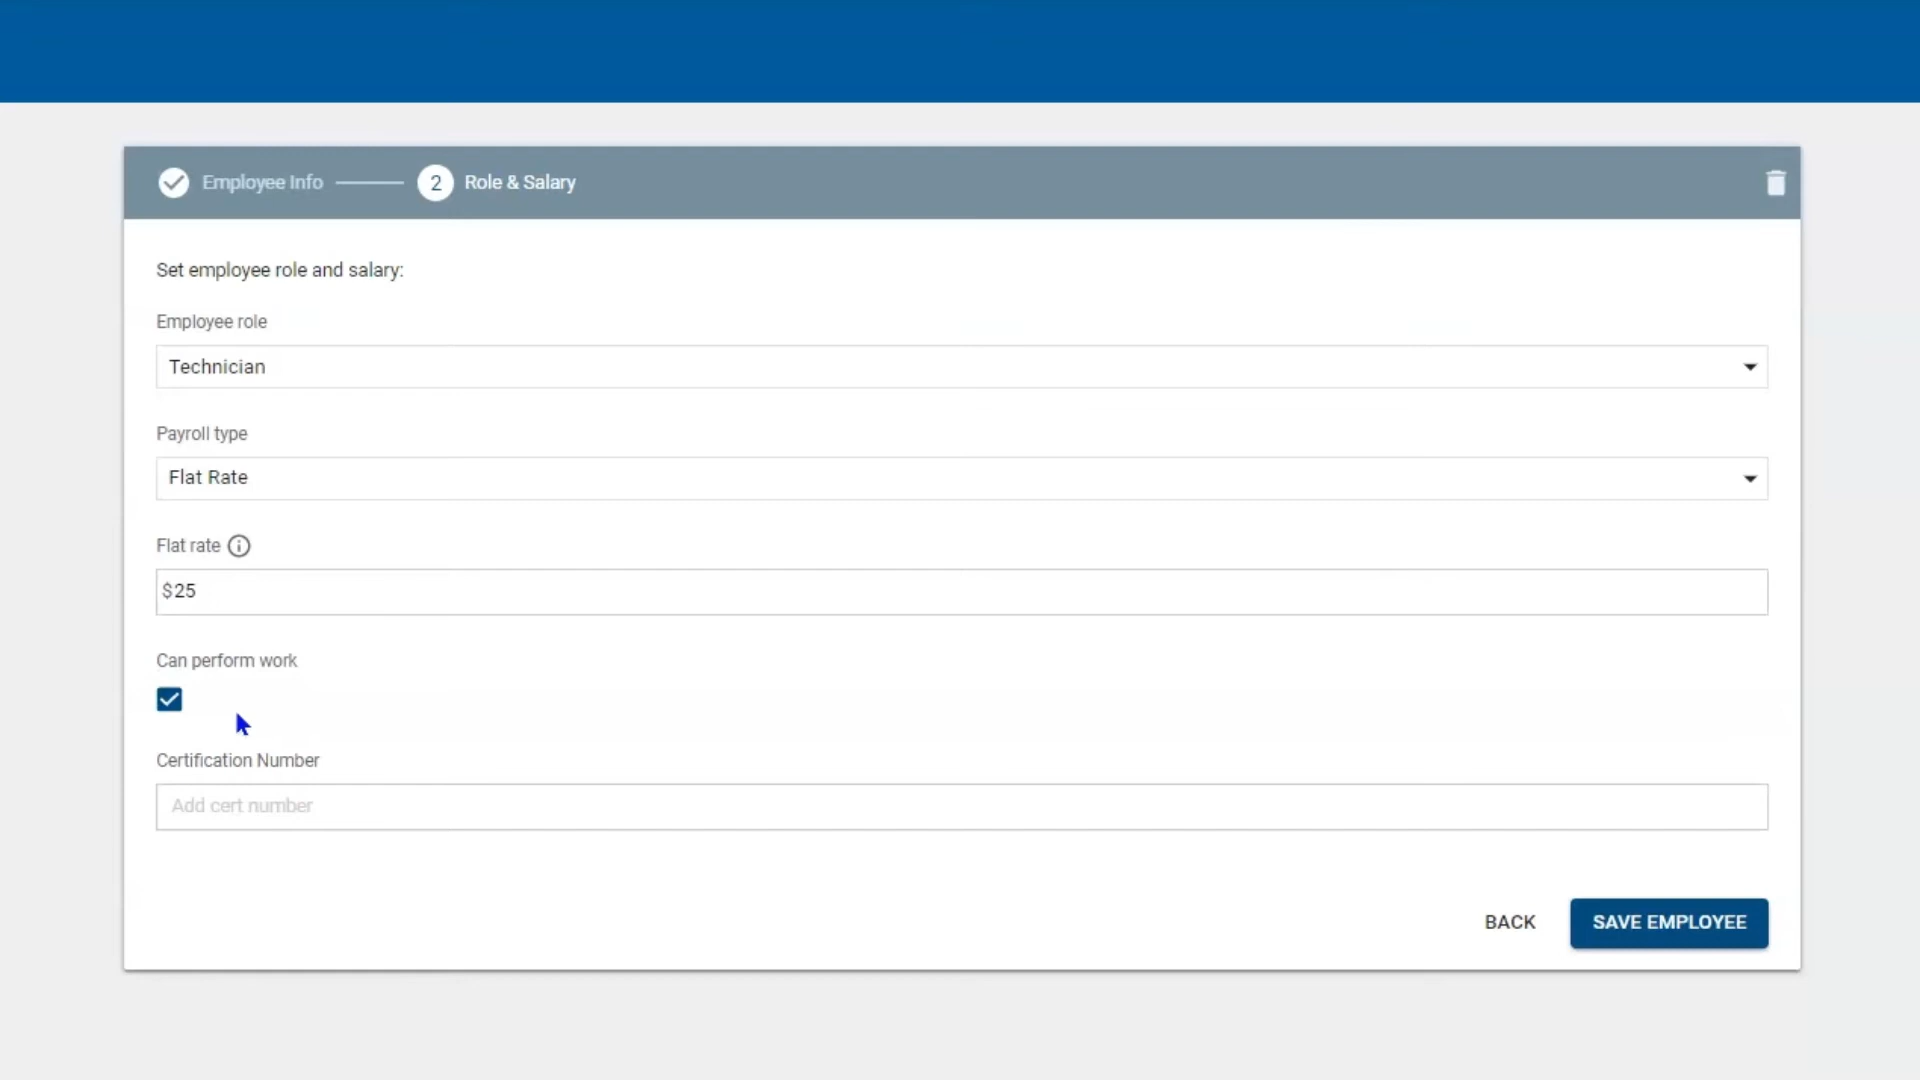 Employee Info 2 Role & Salary
Set employee role and salary:
Employee role
Technician
Payroll type
Flat Rate
Flat rate
$25
Can perform work
Certification Number
Add cert number
BACK SAVE EMPLOYEE